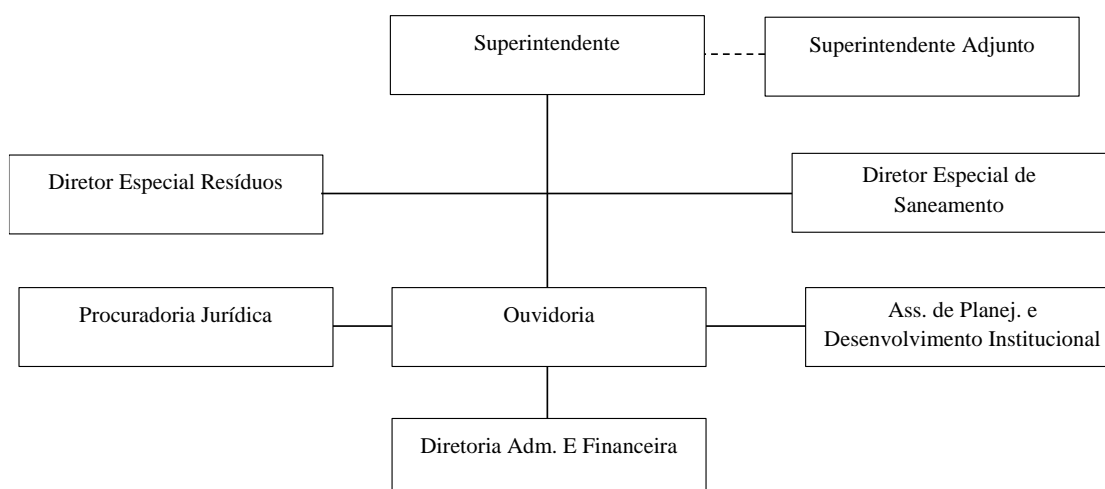 Superintendente
Superintendente Adjunto
Diretor Especial Resíduos
Diretor Especial de
Saneamento
Procuradoria Jurídica
Ouvidoria
Ass. de Planej. e
Desenvolvimento Institucional
Diretoria Adm. E Financeira